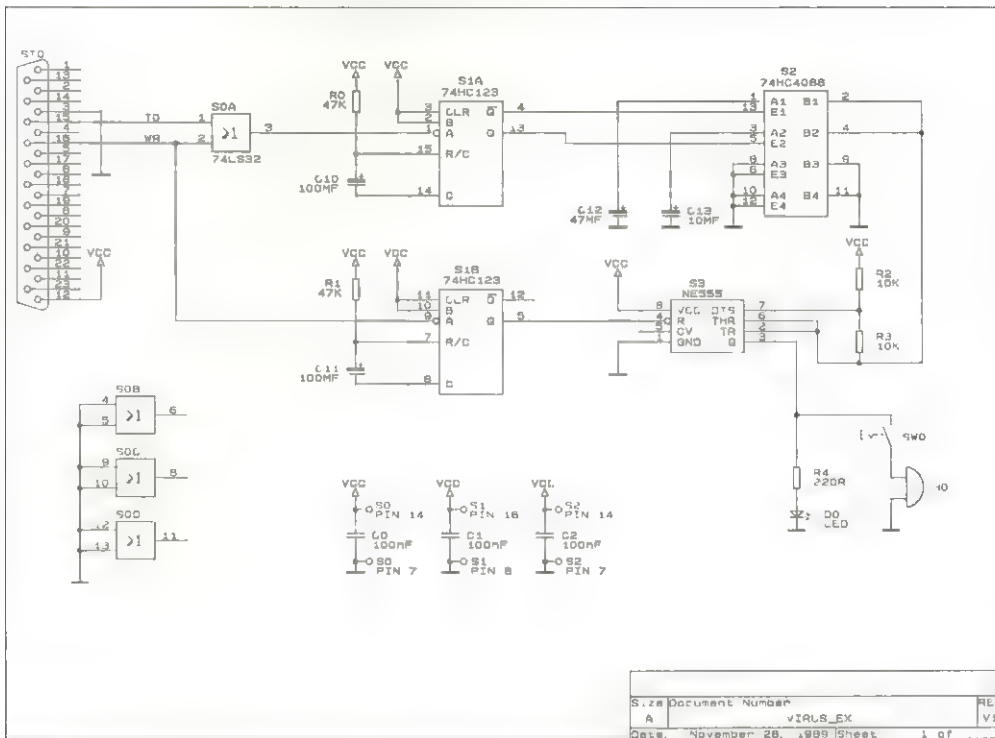 ST0
1
13
2
14
3
15
4
16
5
17
6
18
7
19
8
20
9
21
10
22
11
23
12
VCC
TD
WR
1
2
S0A
>1
74LS32
3
VCC
R0
47K
C10
100MF
VCC
S1A
74HC123
3
2
1
15
14
CLR
B
A
R/C
C
Q
Q
4
13
C12
47MF
C13
10MF
S2
74HC4066
1
13
3
5
8
6
10
12
A1
E1
A2
E2
A3
E3
A4
E4
B1
B2
B3
B4
2
4
9
11
VCC
R1
47K
C11
100MF
VCC
S1B
74HC123
11
10
9
7
6
CLR
B
A
R/C
C
Q
Q
12
5
VCC
S3
NE555
8
4
5
1
VCC
R
CV
GND
DTS
THR
TR
Q
7
6
2
3
VCC
R2
10K
R3
10K
R4
220R
D0
LED
SW0
H0
S0B
4
5
>1
6
S0C
9
10
>1
8
S0D
12
13
>1
11
VCC
S0
PIN 14
C0
100mF
S0
PIN 7
VCC
S1
PIN 16
C1
100mF
S1
PIN 8
VCC
S2
PIN 14
C2
100mF
S2
PIN 7
Size Document Number
A VIRUS_EX
Date: November 28, 1989 Sheet 1 of